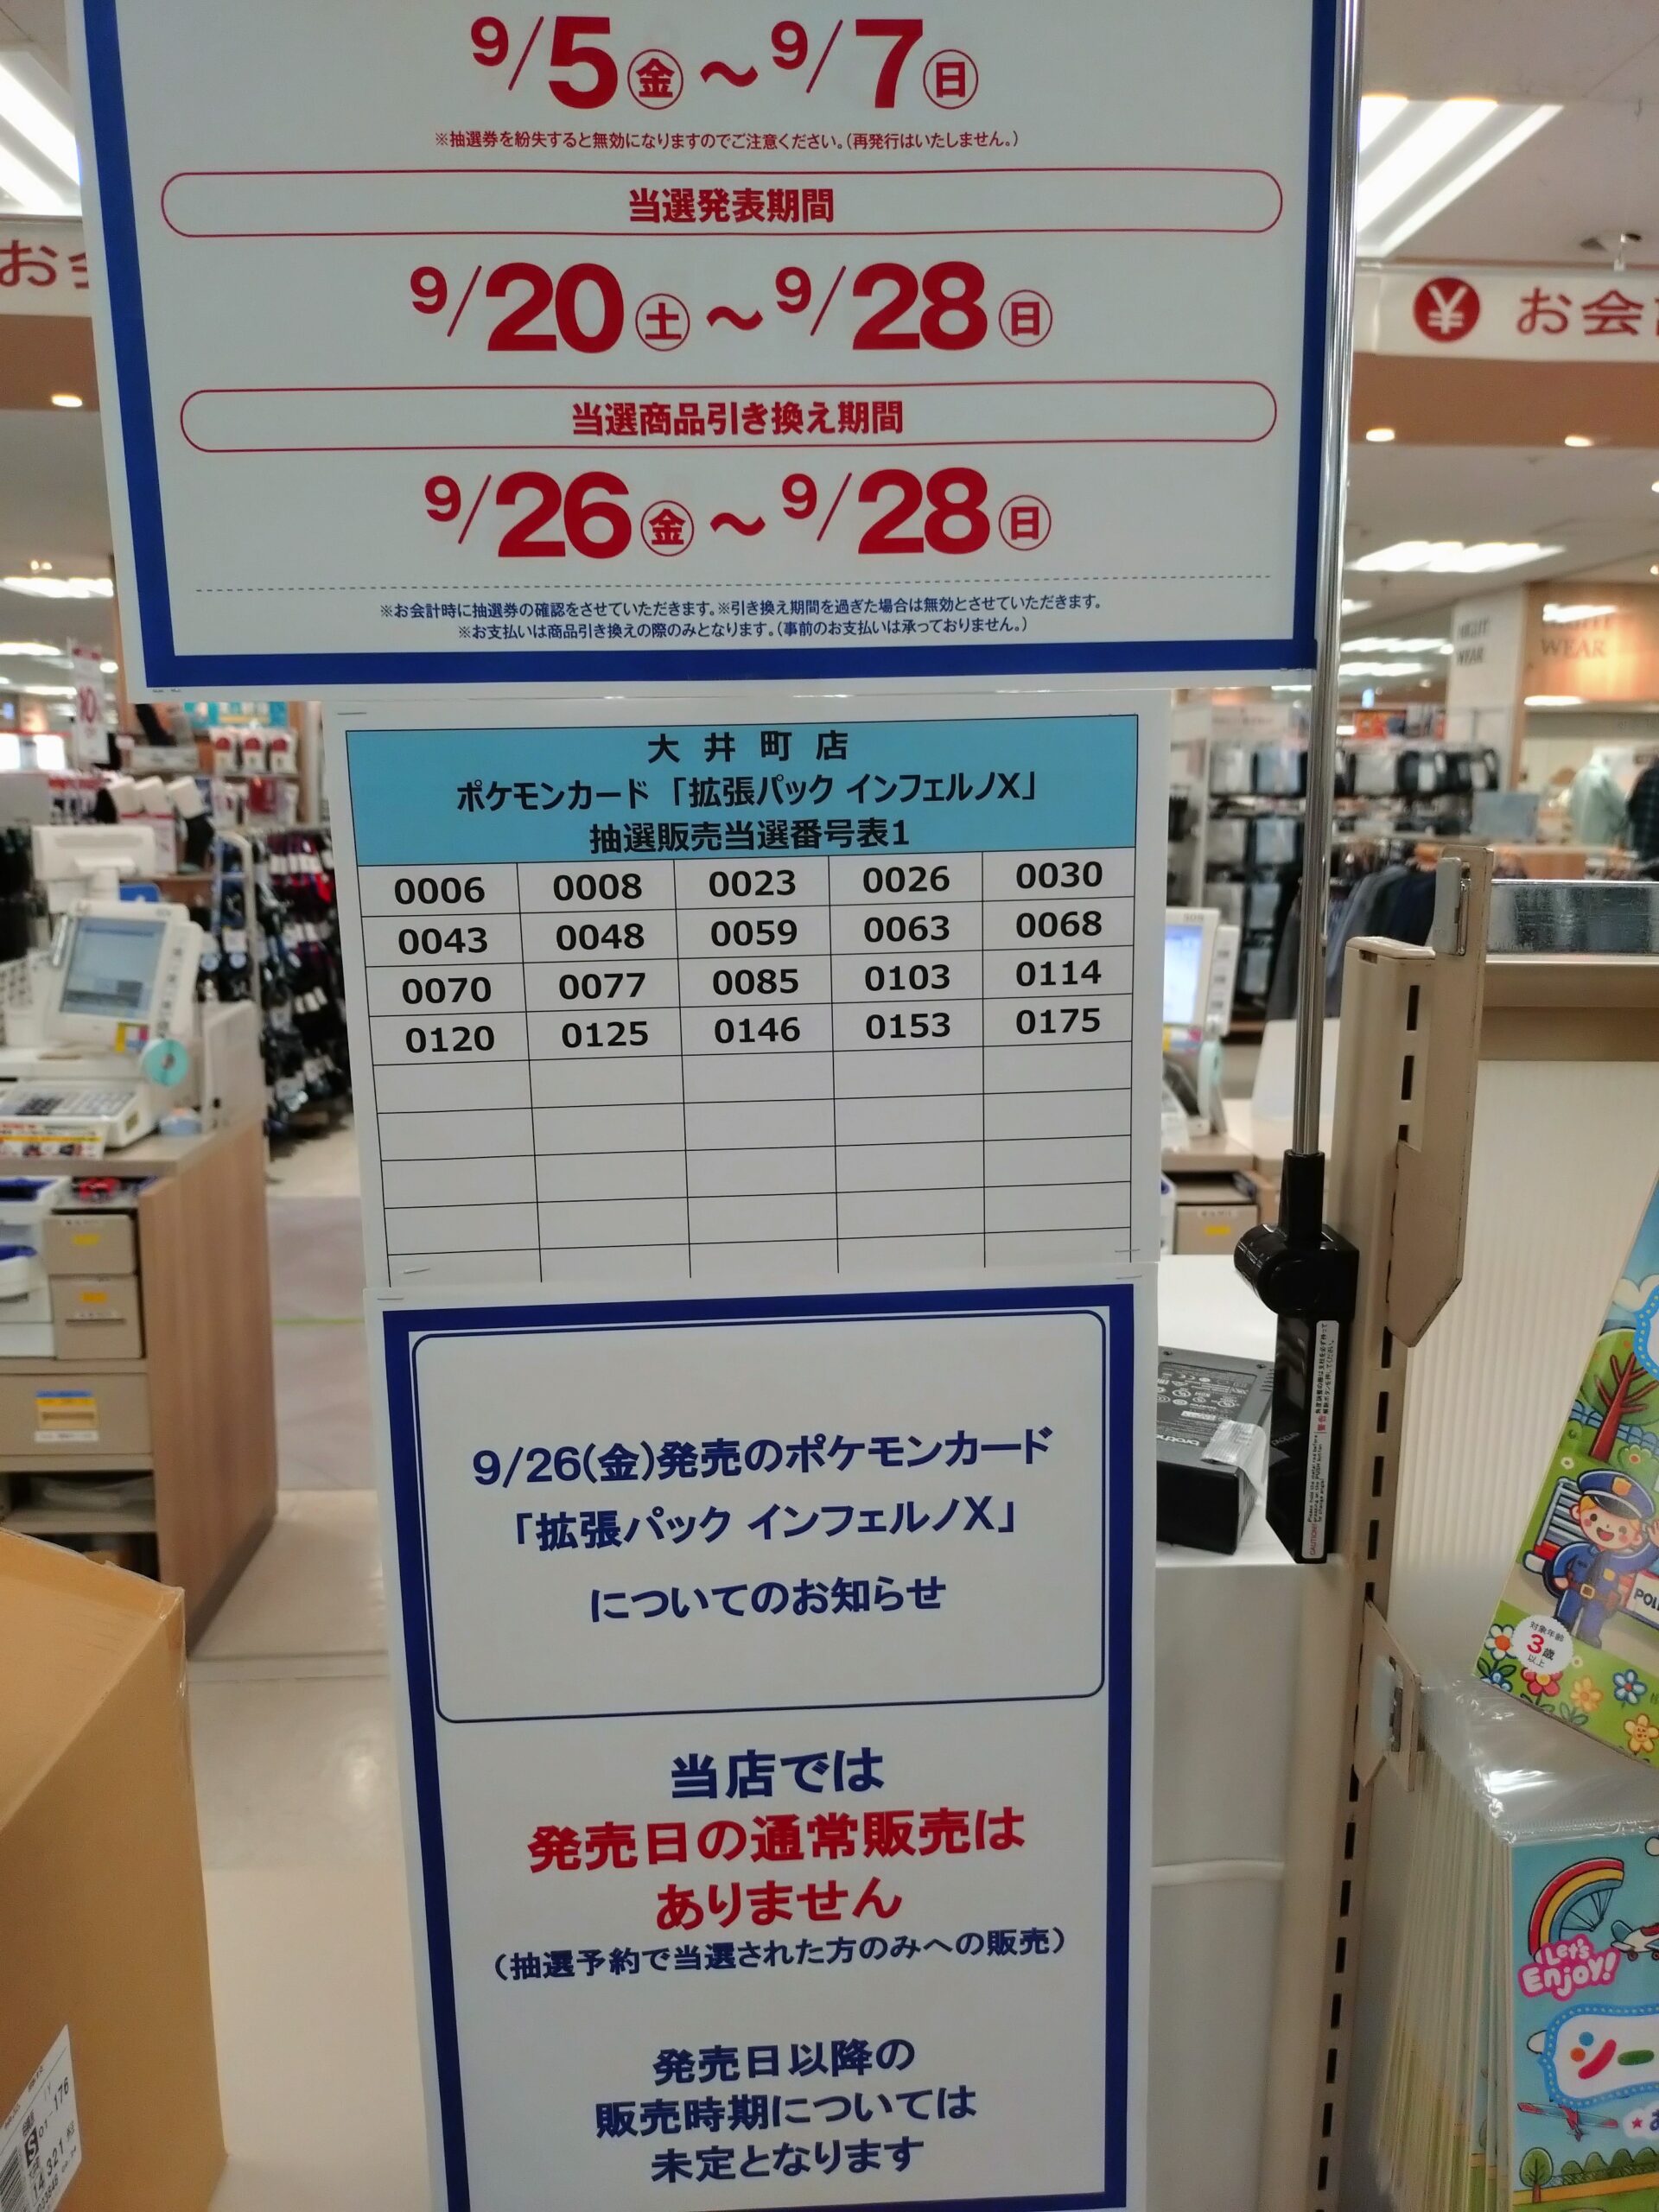 9/5(金)～9/7(日)
※抽選券を紛失すると無効になりますのでご注意ください。(再発行はいたしません。)
当選発表期間
9/20(土)～9/28(日)
当選商品引き換え期間
9/26(金)～9/28(日)
※お会計時に抽選券の確認をさせていただきます。※引き換え期間を過ぎた場合は無効とさせていただきます。
※お支払いは商品引き換えの際のみとなります。(事前のお支払いは承っておりません。)
¥ お会
NIGHT WEAR
WEAR
大井町店
ポケモンカード「拡張パック インフェルノX」
抽選販売当選番号表1
0006 0008 0023 0026 0030
0043 0048 0059 0063 0068
0070 0077 0085 0103 0114
0120 0125 0146 0153 0175
9/26(金)発売のポケモンカード
「拡張パック インフェルノX」
についてのお知らせ
当店では
発売日の通常販売は
ありません
(抽選予約で当選された方のみへの販売)
発売日以降の
販売時期については
未定となります
brother
対象年齢
3歳
以上
Let's
Enjoy!
シー